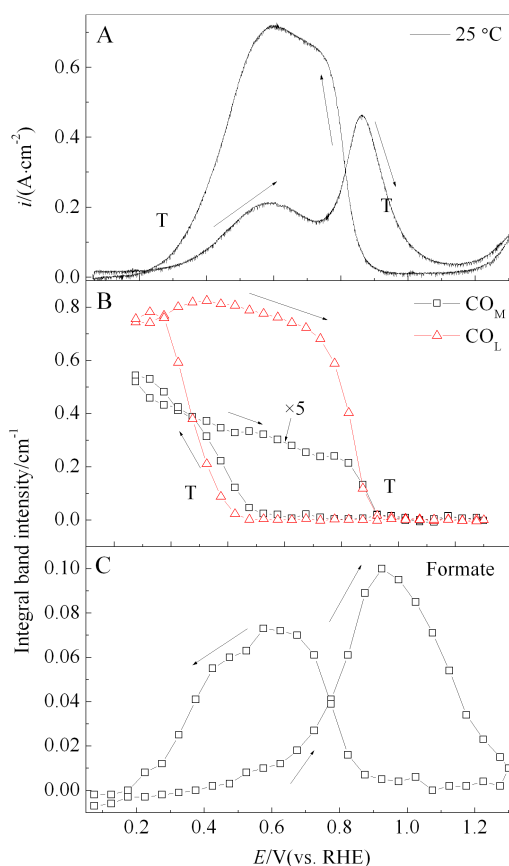 A
25 °C
i/(A·cm⁻²)
0.6
0.4
0.2
0.0
T
T
B
CO_M
CO_L
×5
0.8
0.6
0.4
0.2
0.0
T
T
Integral band intensity/cm⁻¹
C
Formate
0.10
0.08
0.06
0.04
0.02
0.00
0.2 0.4 0.6 0.8 1.0 1.2
E/V(vs. RHE)